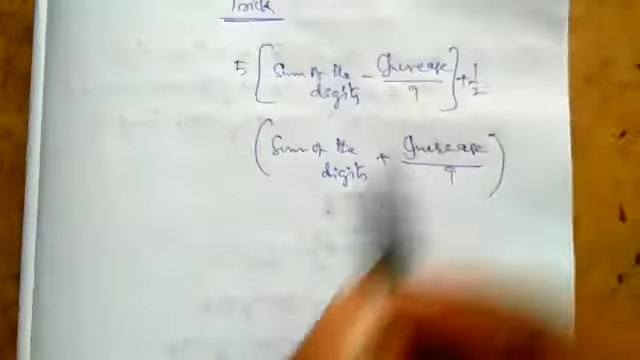 Trick
5 [ Sum of the digits - Increase/9 ] + 1/2
( Sum of the digits + Increase/9 )